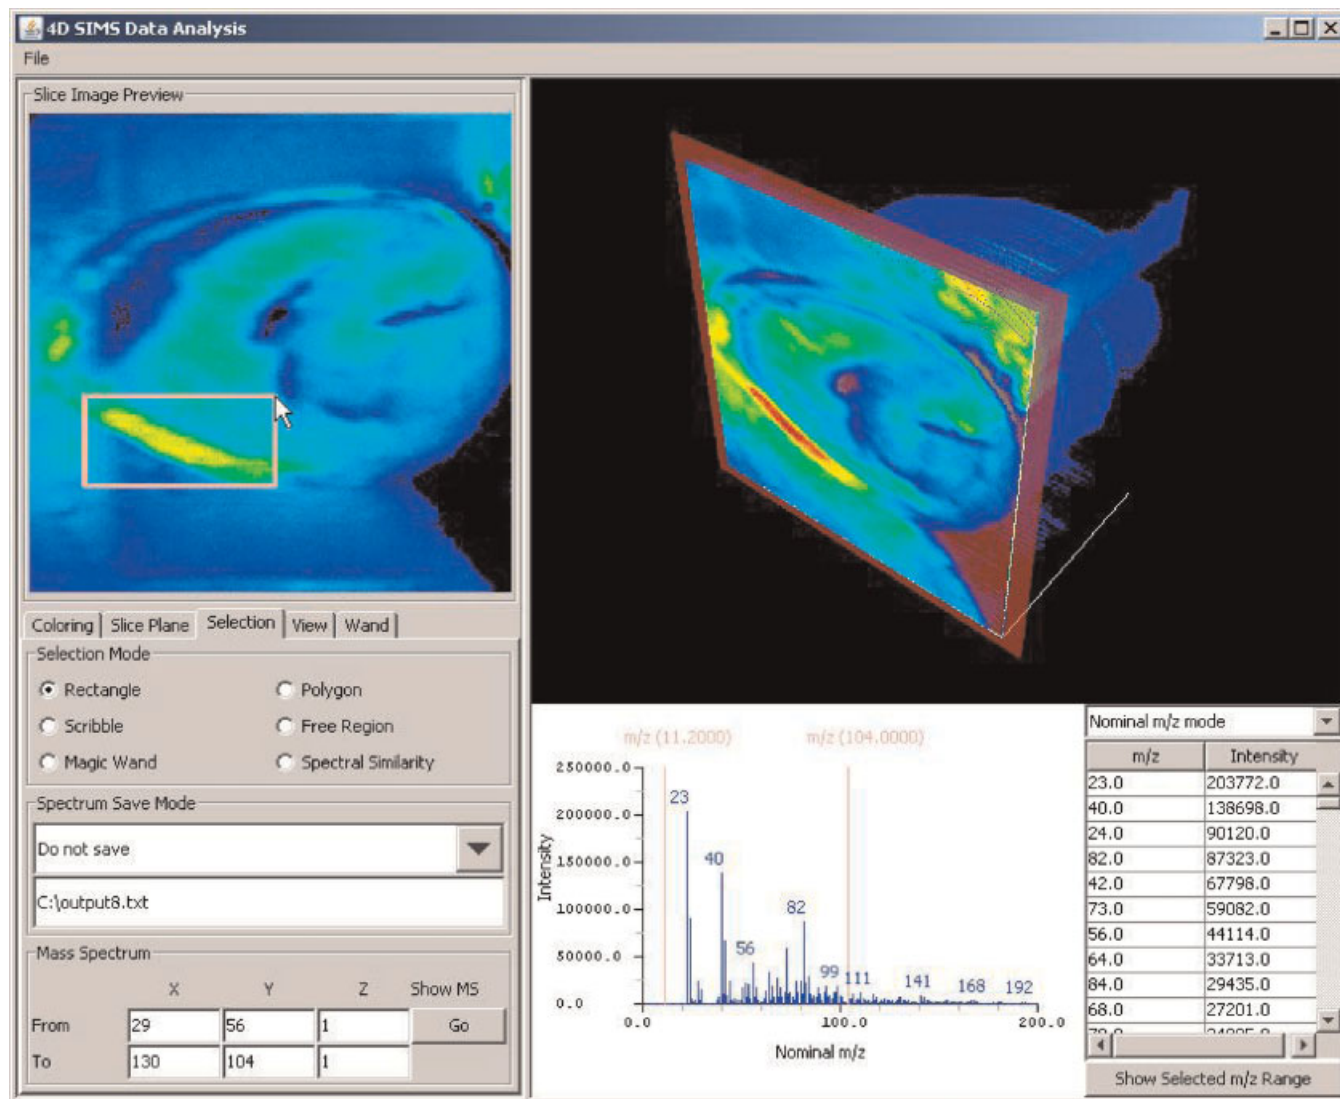 4D SIMS Data Analysis
File
Slice Image Preview
Coloring Slice Plane Selection View Wand
Selection Mode
Rectangle Polygon
Scribble Free Region
Magic Wand Spectral Similarity
Spectrum Save Mode
Do not save
C:\output8.txt
Mass Spectrum
X Y Z Show MS
From 29 56 1 Go
To 130 104 1
m/z (11.2000) m/z (104.0000)
250000.0
200000.0
150000.0
100000.0
50000.0
0.0
Intensity
23
40
82
56
99 111 141 168 192
0.0 100.0 200.0
Nominal m/z
Nominal m/z mode
m/z Intensity
23.0 203772.0
40.0 138698.0
24.0 90120.0
82.0 87323.0
42.0 67798.0
73.0 59082.0
56.0 44114.0
64.0 33713.0
84.0 29435.0
68.0 27201.0
Show Selected m/z Range